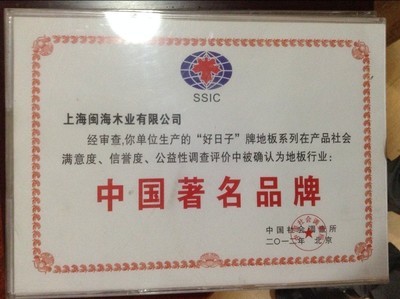 SSIC
上海闽海木业有限公司
经审查,你单位生产的“好日子”牌地板系列在产品社会
满意度、信誉度、公益性调查评价中被确认为地板行业:
中国著名品牌
中国社会调查所
二〇一二年 北京